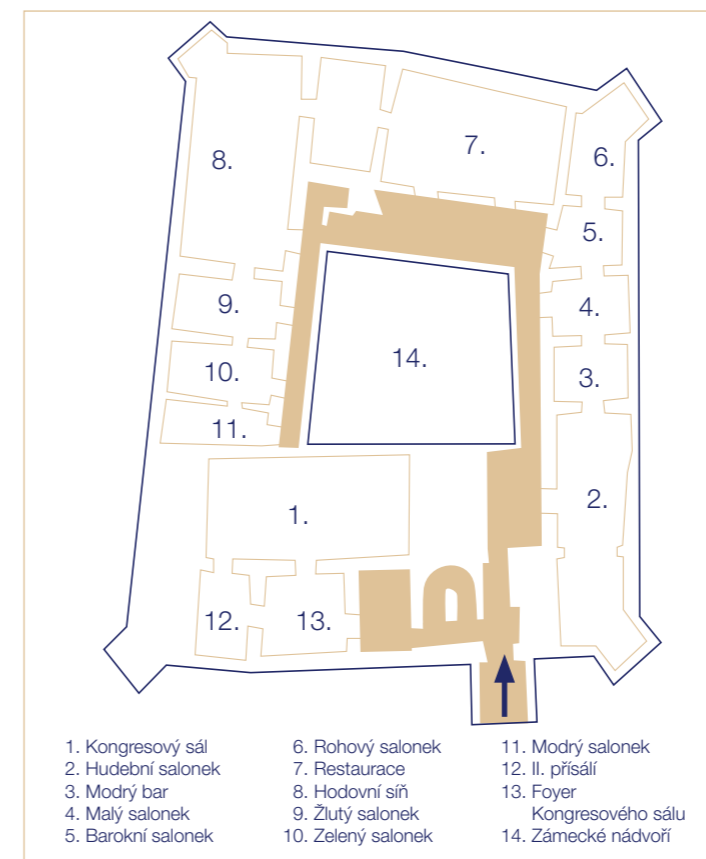 8.
7.
6.
5.
9.
4.
14.
10.
3.
11.
2.
1.
12.
13.
1. Kongresový sál
2. Hudební salonek
3. Modrý bar
4. Malý salonek
5. Barokní salonek
6. Rohový salonek
7. Restaurace
8. Hodovní síň
9. Žlutý salonek
10. Zelený salonek
11. Modrý salonek
12. II. přísálí
13. Foyer
Kongresového sálu
14. Zámecké nádvoří